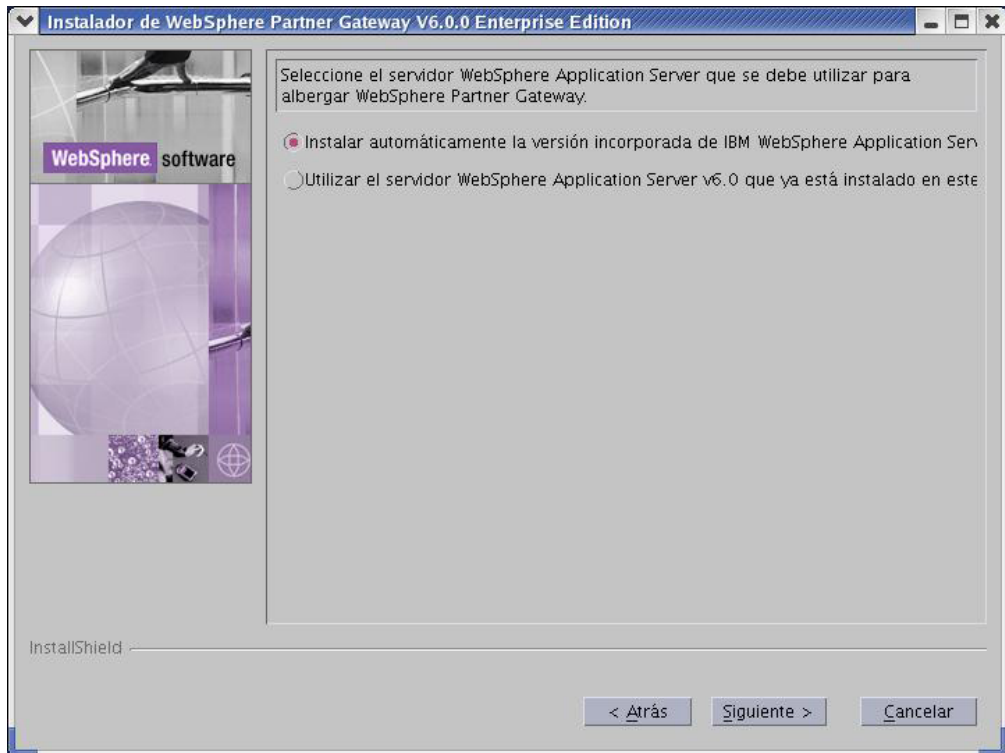 Instalador de WebSphere Partner Gateway V6.0.0 Enterprise Edition
WebSphere software
Seleccione el servidor WebSphere Application Server que se debe utilizar para
albergar WebSphere Partner Gateway.
Instalar automáticamente la versión incorporada de IBM WebSphere Application Serv
Utilizar el servidor WebSphere Application Server v6.0 que ya está instalado en este
InstallShield
< Atrás
Siguiente >
Cancelar